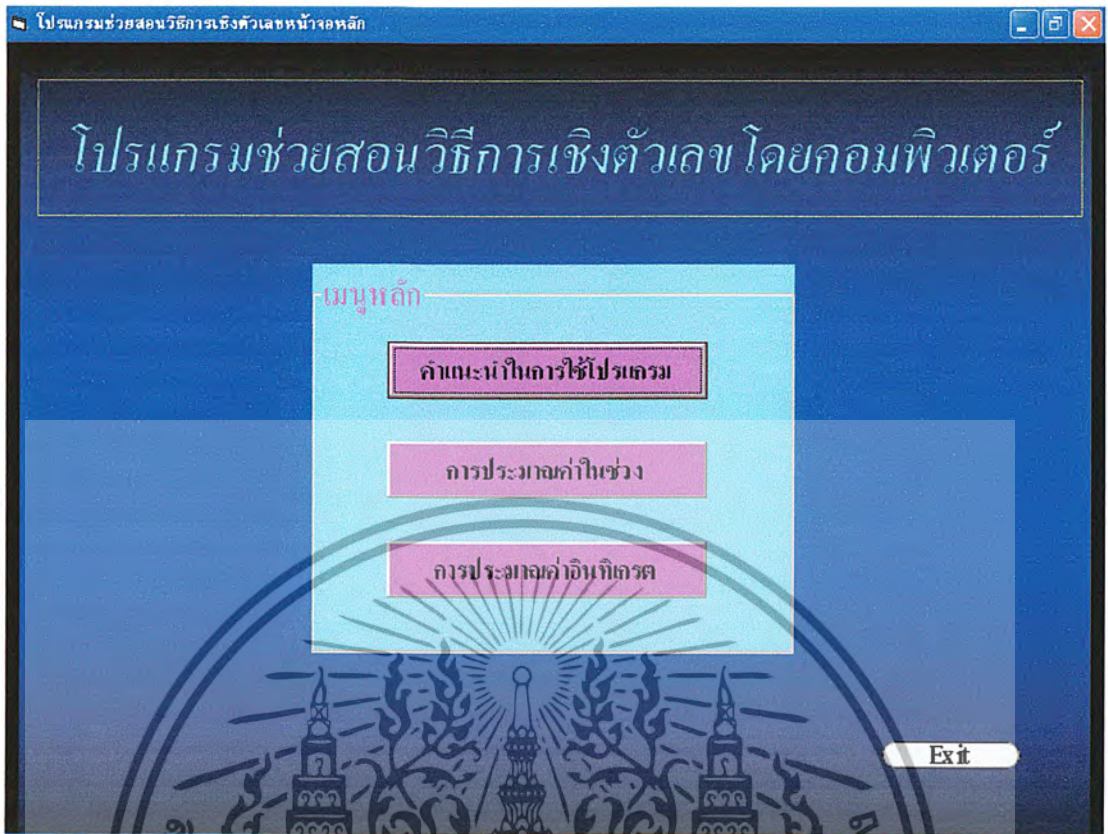 โปรแกรมช่วยสอนวิธีการเชิงตัวเลขหน้าจอหลัก
โปรแกรมช่วยสอนวิธีการเชิงตัวเลขโดยคอมพิวเตอร์
เมนูหลัก
คำแนะนำในการใช้โปรแกรม
การประมาณค่าในช่วง
การประมาณค่าอินทิเกรต
Exit